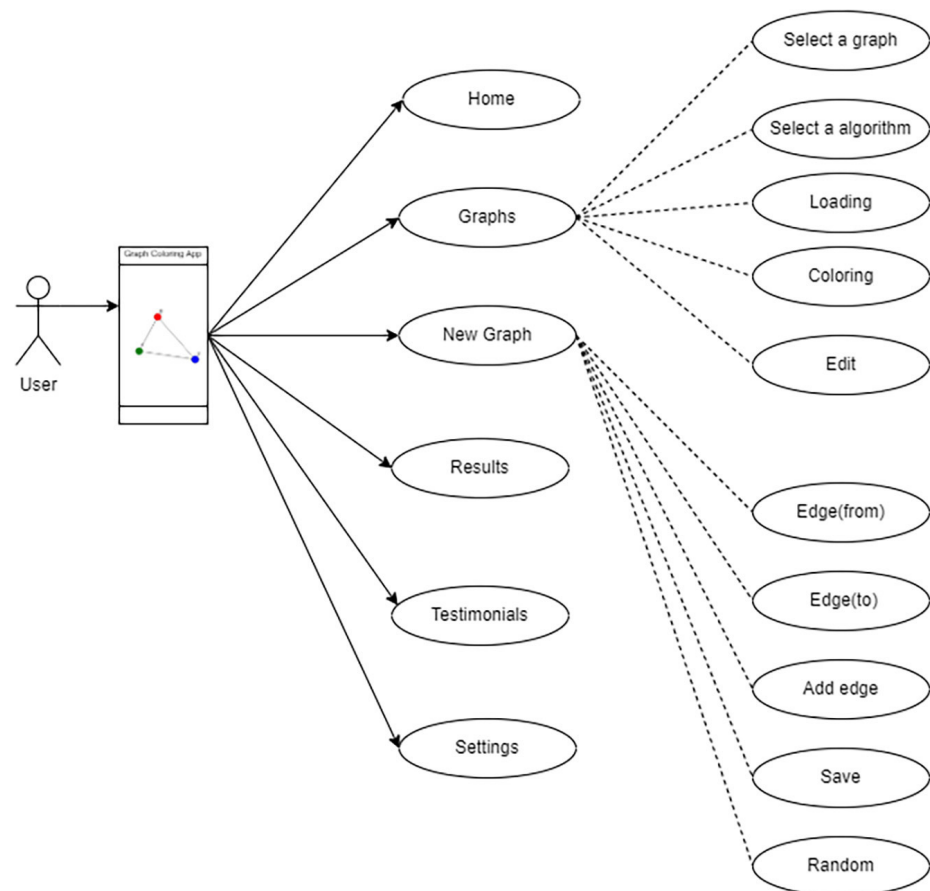 Select a graph
Home
Select a algorithm
Loading
Graphs
Graph Coloring App
Coloring
New Graph
Edit
User
Results
Edge(from)
Edge(to)
Testimonials
Add edge
Settings
Save
Random